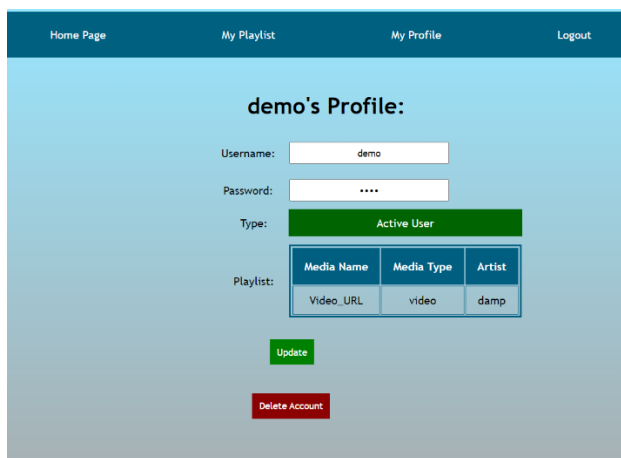 Home Page My Playlist My Profile Logout
demo's Profile:
Username: demo
Password: ••••
Type: Active User
Playlist:
Media Name Media Type Artist
Video_URL video damp
Update
Delete Account